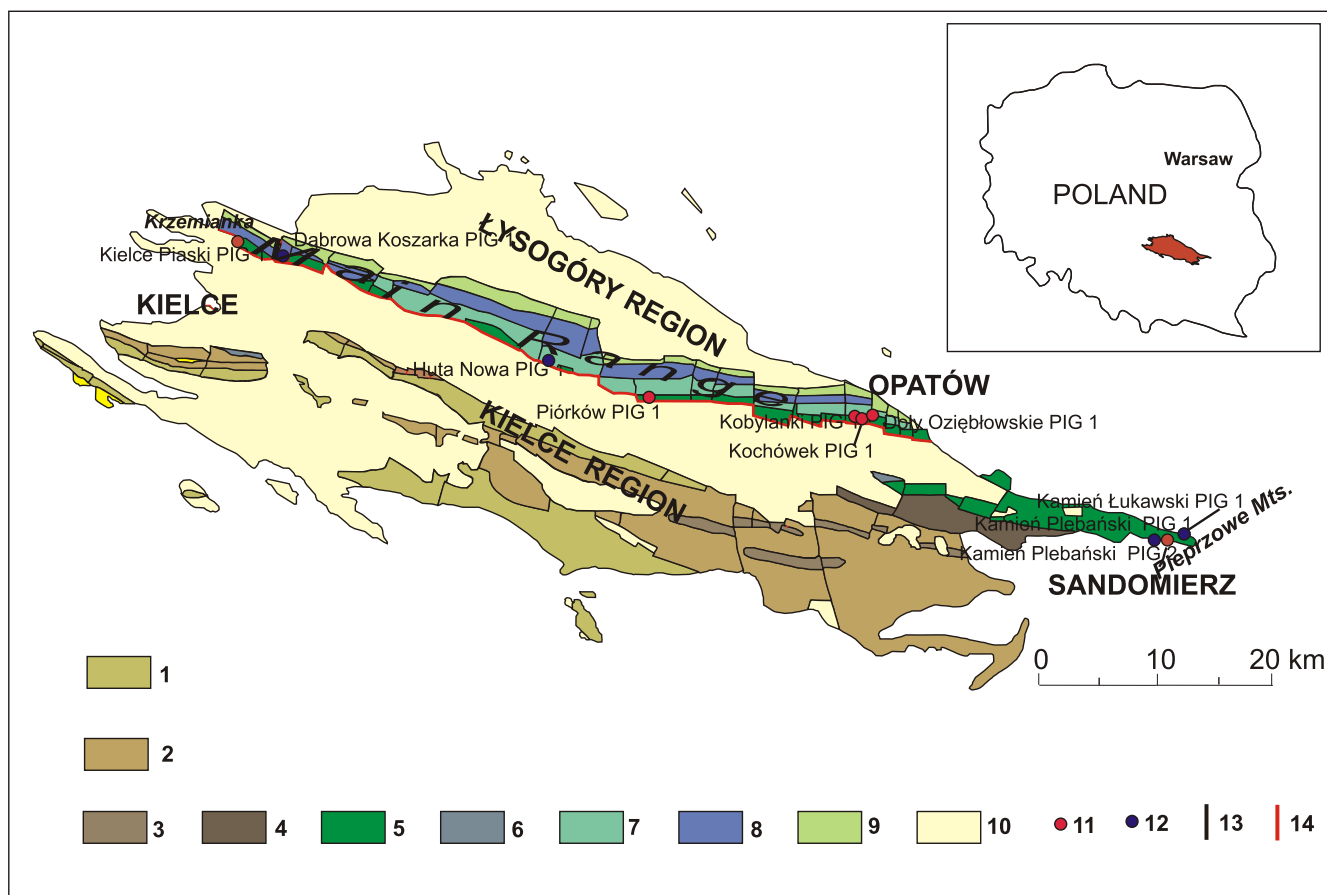 Warsaw
POLAND
Krzemianka
Dąbrowa Koszarka PIG 1
Kielce Piaski PIG 1
ŁYSOGÓRY REGION
Main Range
KIELCE
Huta Nowa PIG 1
OPATÓW
Piórków PIG 1
Kobylanki PIG 1
Doły Oziębłowskie PIG 1
Kochówek PIG 1
KIELCE REGION
Kamień Łukawski PIG 1
Kamień Plebański PIG 1
Kamień Plebański PIG 2
Pieprzowe Mts.
SANDOMIERZ
0 10 20 km
1
2
3 4 5 6 7 8 9 10 11 12 13 14